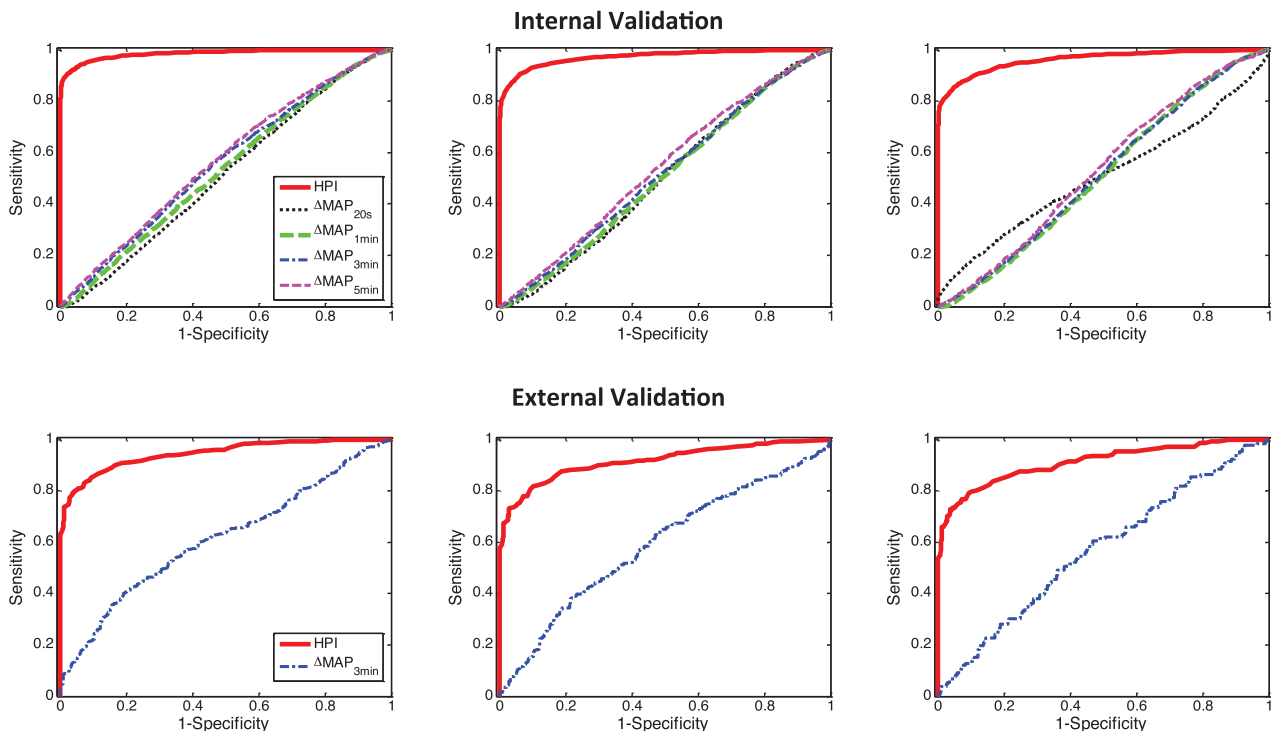 Internal Validation
1
0.8
0.6
0.4
0.2
0
Sensitivity
HPI
ΔMAP20s
ΔMAP1min
ΔMAP3min
ΔMAP5min
0 0.2 0.4 0.6 0.8 1
1-Specificity
1
0.8
0.6
0.4
0.2
0
Sensitivity
0 0.2 0.4 0.6 0.8 1
1-Specificity
1
0.8
0.6
0.4
0.2
0
Sensitivity
0 0.2 0.4 0.6 0.8 1
1-Specificity
External Validation
1
0.8
0.6
0.4
0.2
0
Sensitivity
HPI
ΔMAP3min
0 0.2 0.4 0.6 0.8 1
1-Specificity
1
0.8
0.6
0.4
0.2
0
Sensitivity
0 0.2 0.4 0.6 0.8 1
1-Specificity
1
0.8
0.6
0.4
0.2
0
Sensitivity
0 0.2 0.4 0.6 0.8 1
1-Specificity